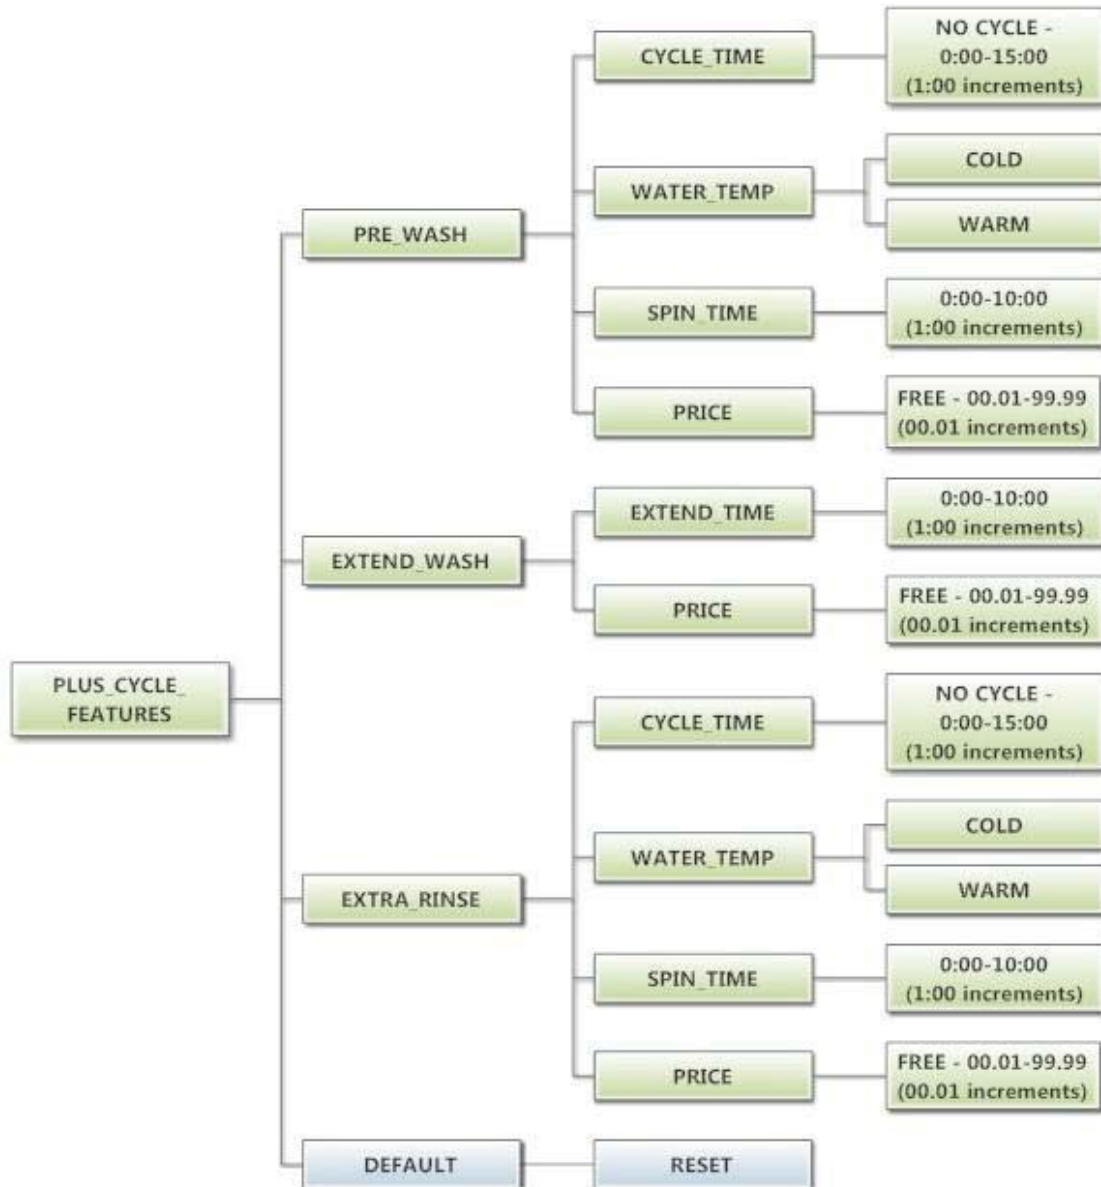 PLUS_CYCLE_
FEATURES
PRE_WASH
CYCLE_TIME
NO CYCLE -
0:00-15:00
(1:00 increments)
WATER_TEMP
COLD
WARM
SPIN_TIME
0:00-10:00
(1:00 increments)
PRICE
FREE - 00.01-99.99
(00.01 increments)
EXTEND_WASH
EXTEND_TIME
0:00-10:00
(1:00 increments)
PRICE
FREE - 00.01-99.99
(00.01 increments)
EXTRA_RINSE
CYCLE_TIME
NO CYCLE -
0:00-15:00
(1:00 increments)
WATER_TEMP
COLD
WARM
SPIN_TIME
0:00-10:00
(1:00 increments)
PRICE
FREE - 00.01-99.99
(00.01 increments)
DEFAULT
RESET